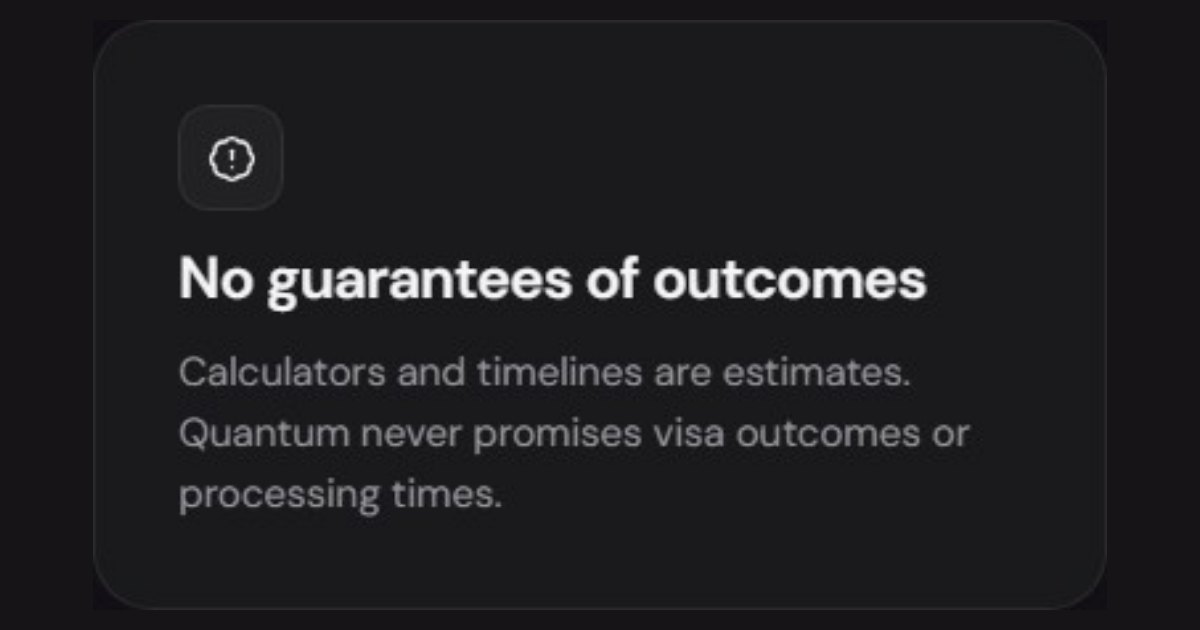 No guarantees of outcomes
Calculators and timelines are estimates.
Quantum never promises visa outcomes or
processing times.